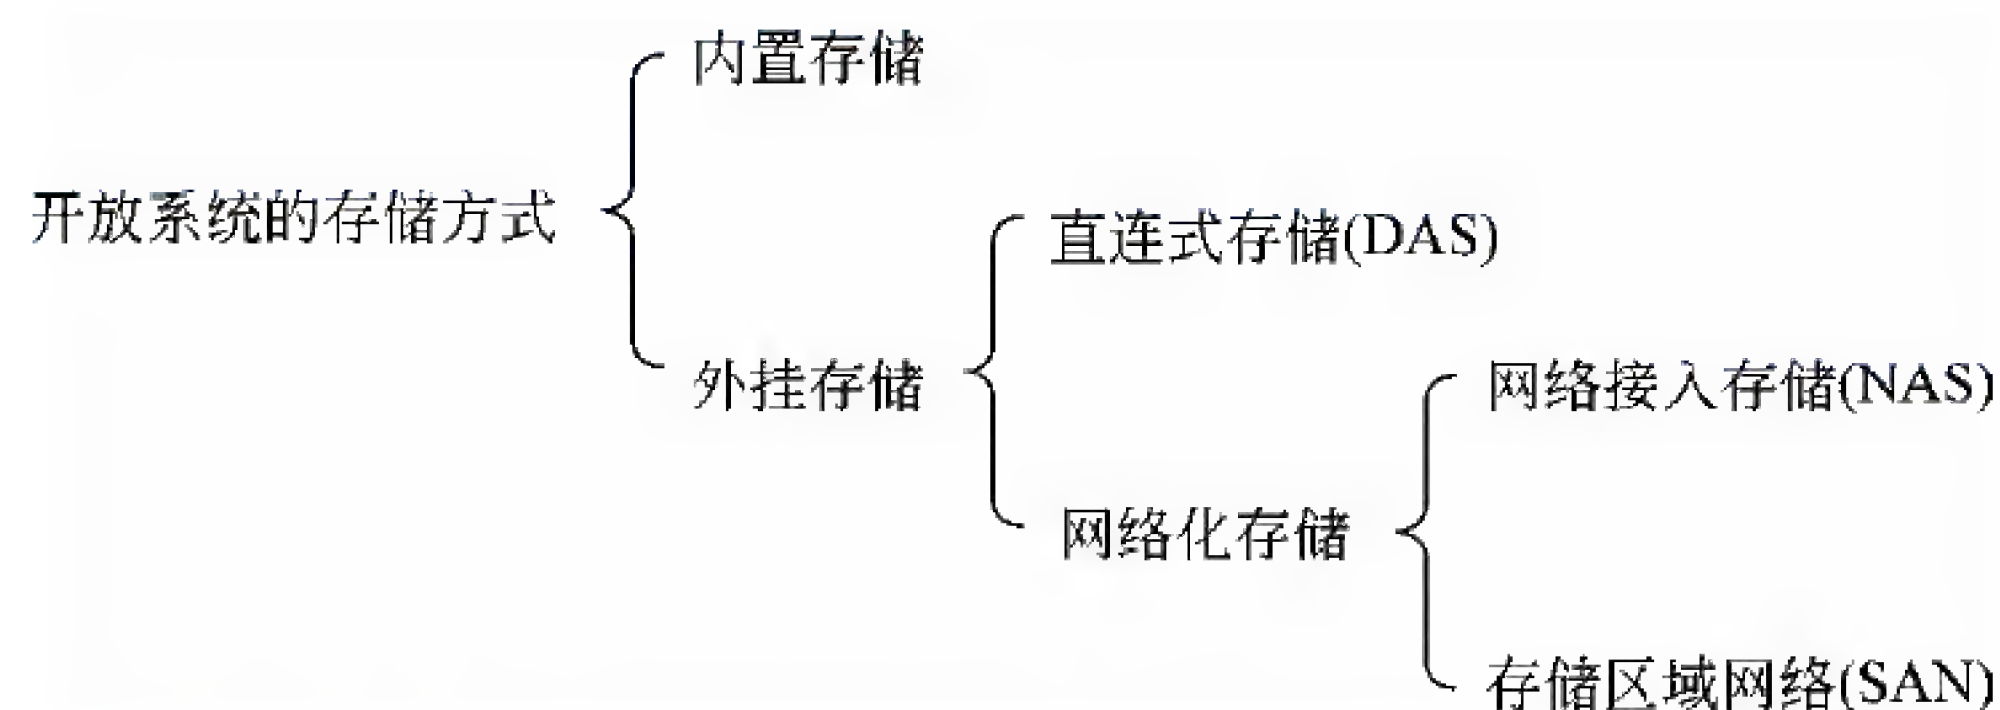 内置存储
开放系统的存储方式
直连式存储(DAS)
外挂存储
网络接入存储(NAS)
网络化存储
存储区域网络(SAN)